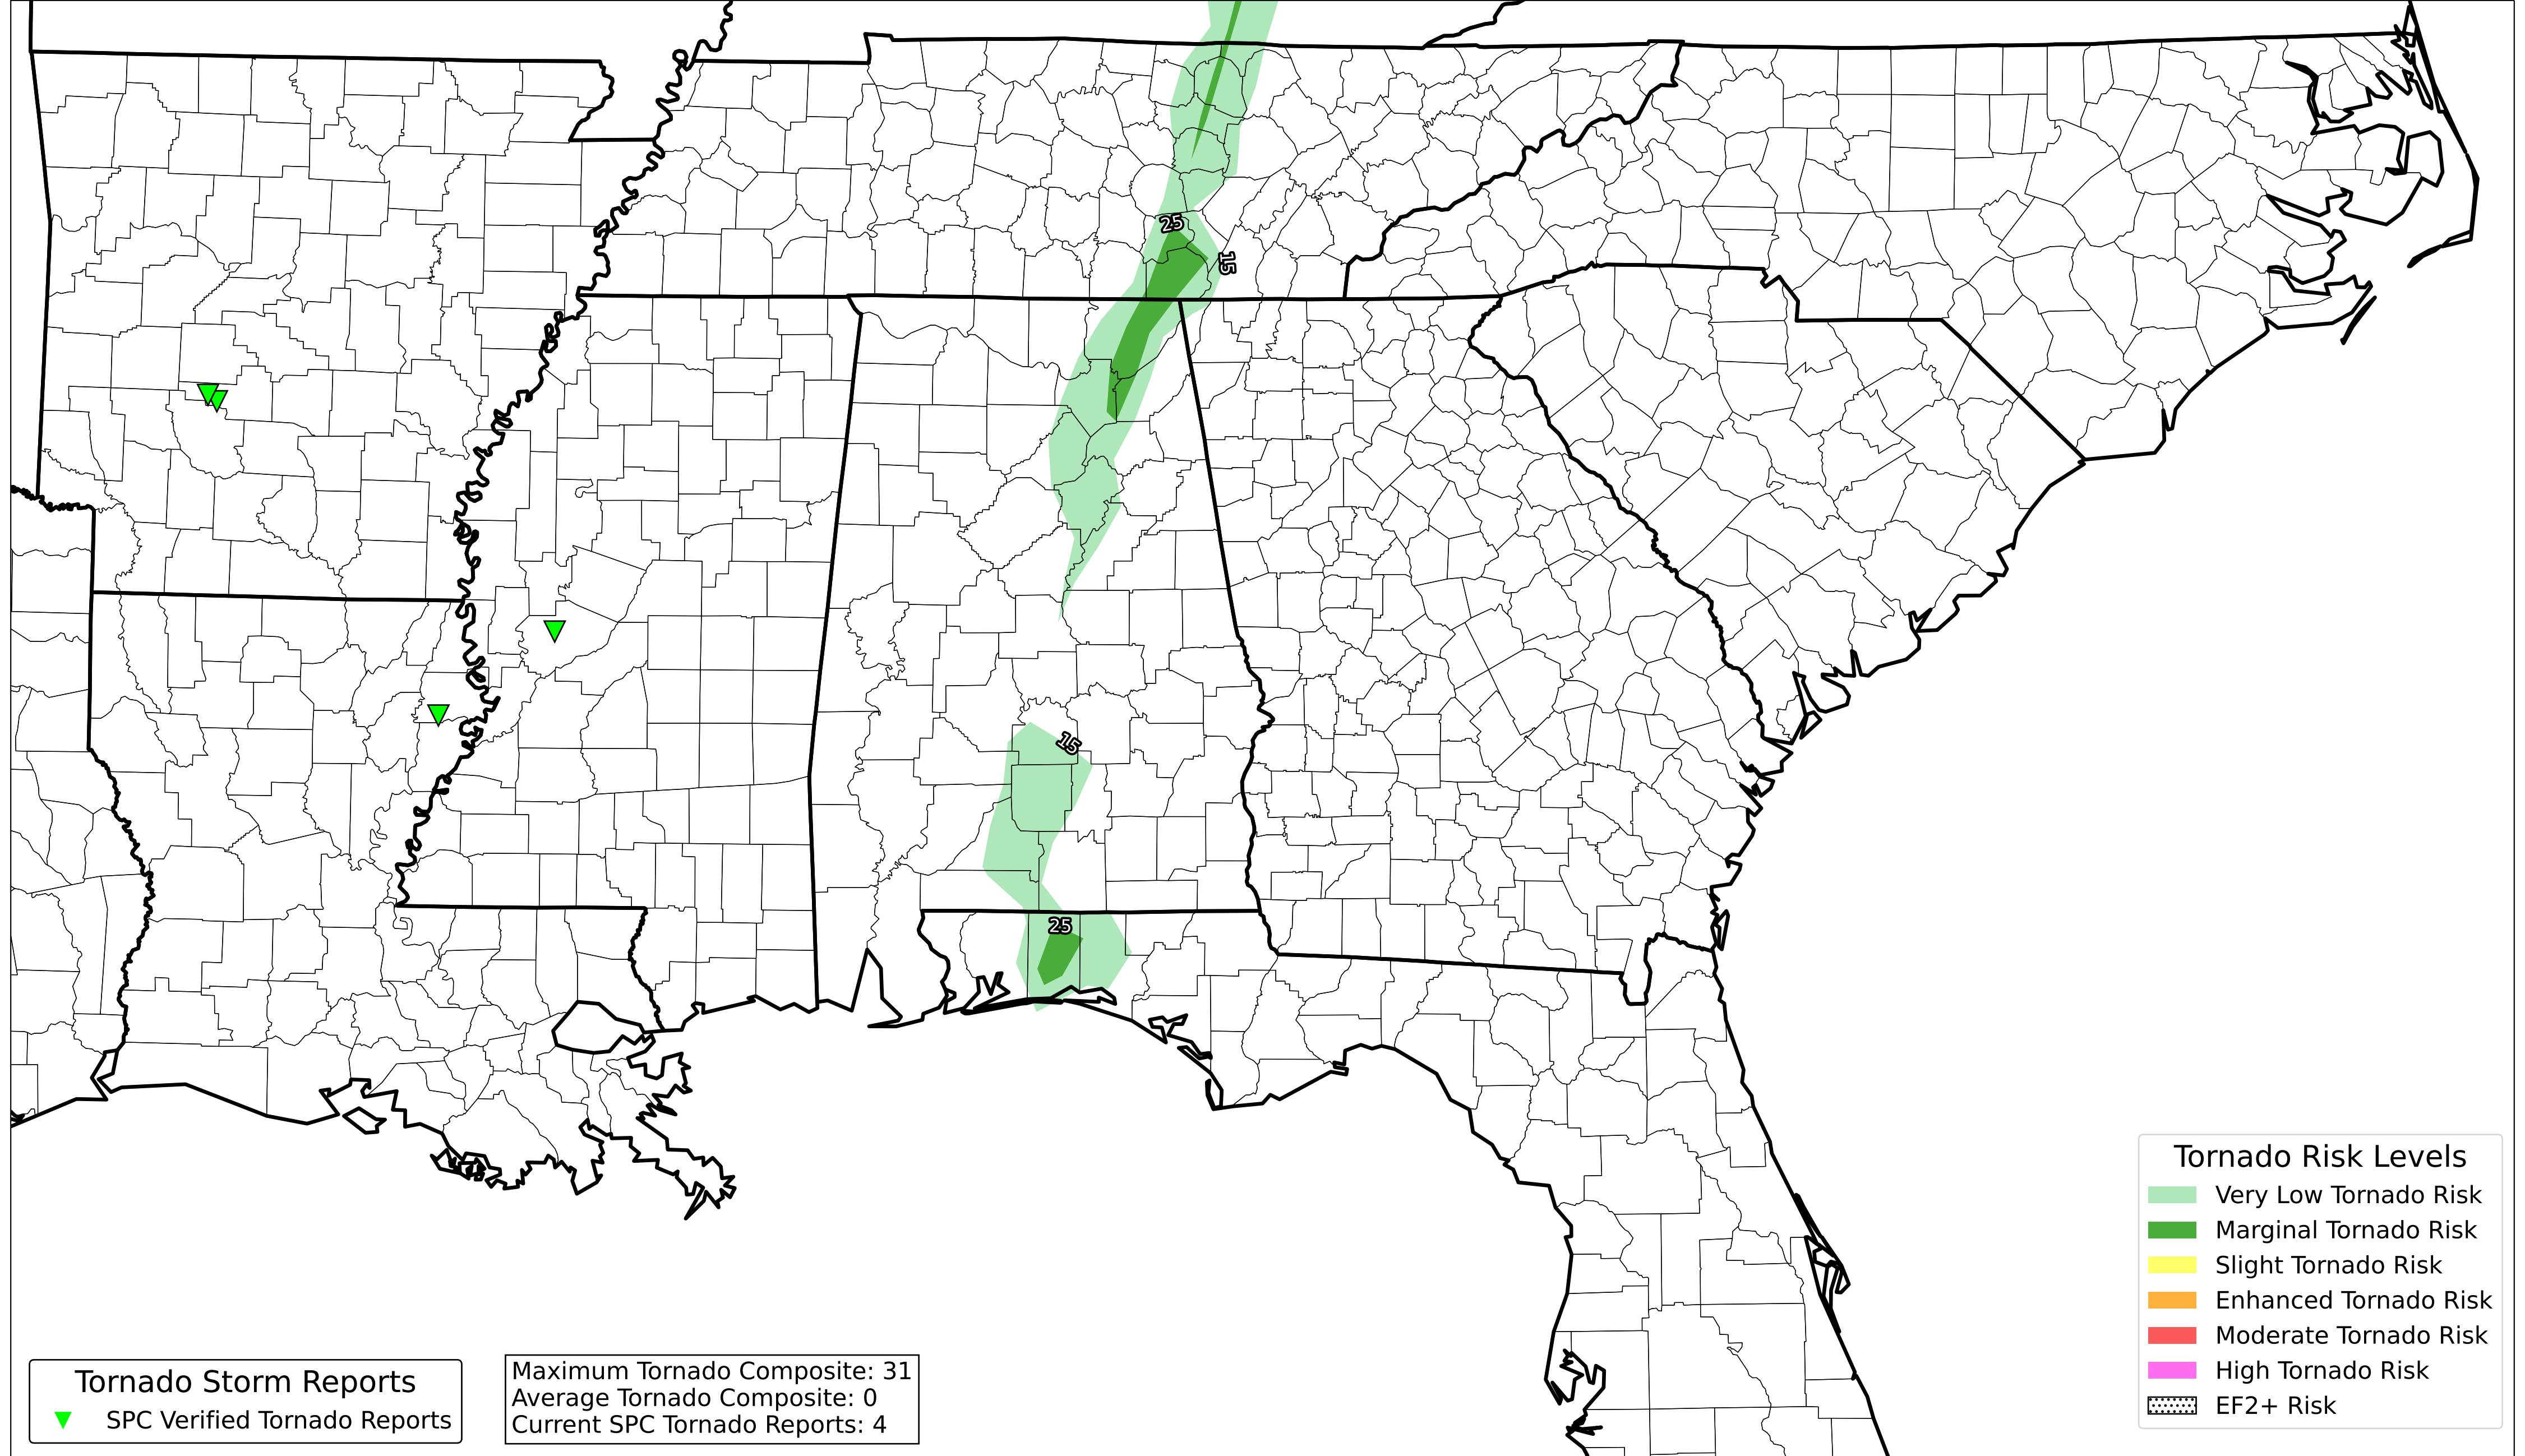 25
15
15
25
Tornado Risk Levels
Very Low Tornado Risk
Marginal Tornado Risk
Slight Tornado Risk
Enhanced Tornado Risk
Moderate Tornado Risk
High Tornado Risk
EF2+ Risk
Tornado Storm Reports
SPC Verified Tornado Reports
Maximum Tornado Composite: 31
Average Tornado Composite: 0
Current SPC Tornado Reports: 4